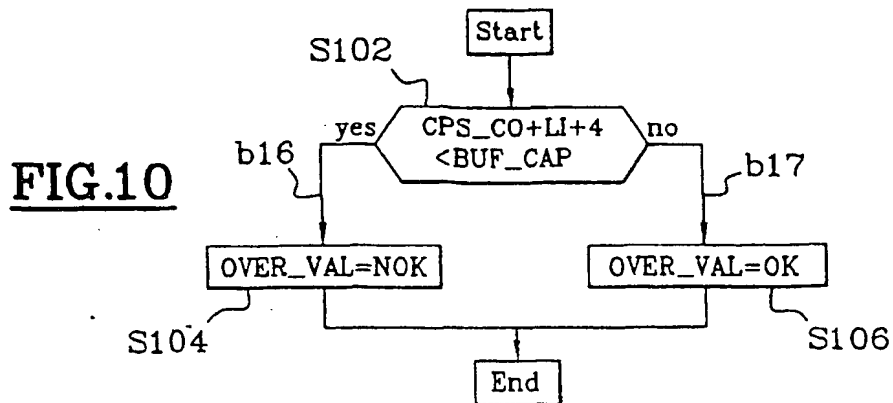 Start
S102
yes
CPS_CO+LI+4
<BUF_CAP
no
b16
b17
FIG.10
OVER_VAL=NOK
OVER_VAL=OK
S104
S106
End